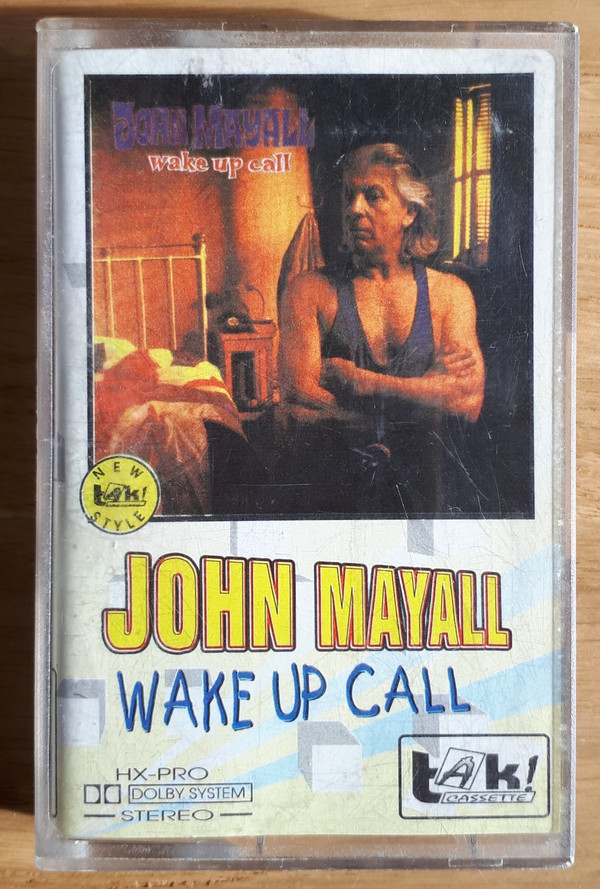 JOHN MAYALL
wake up call
NEW
tAk!
STYLE
JOHN MAYALL
WAKE UP CALL
HX-PRO
DOLBY SYSTEM
STEREO
tAk!
CASSETTE